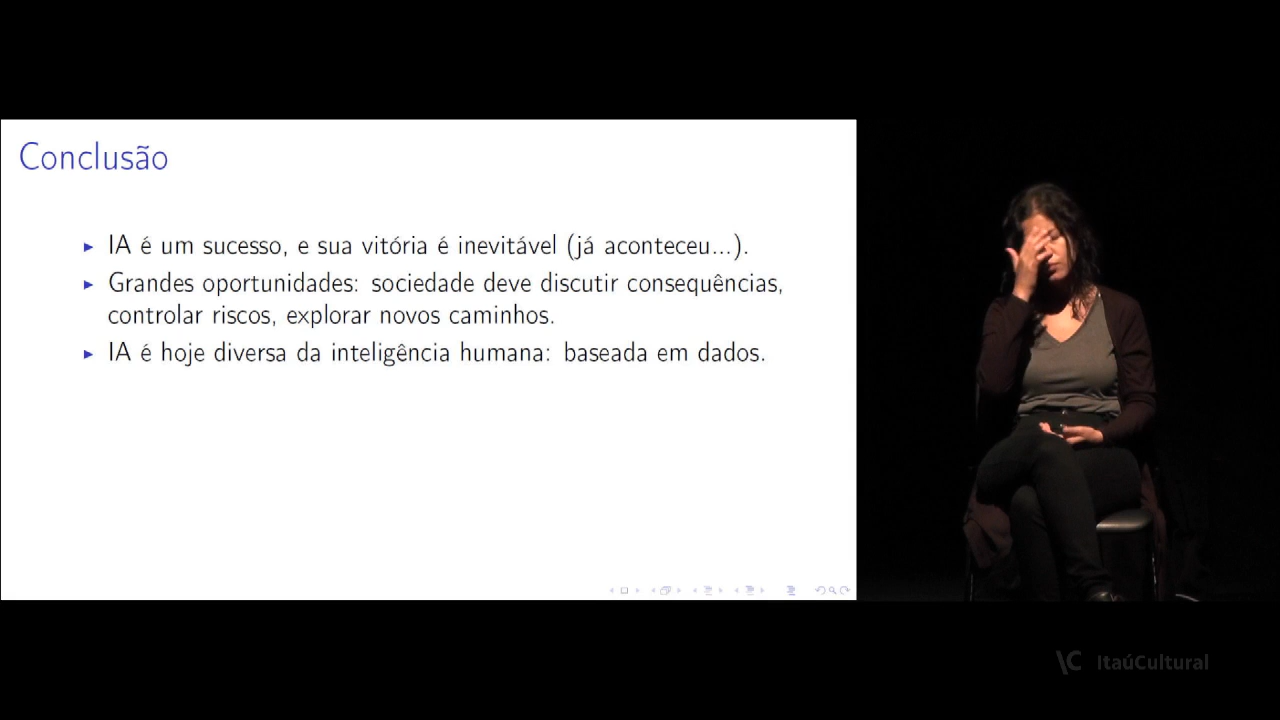 Conclusão
▸ IA é um sucesso, e sua vitória é inevitável (já aconteceu...).
▸ Grandes oportunidades: sociedade deve discutir consequências,
controlar riscos, explorar novos caminhos.
▸ IA é hoje diversa da inteligência humana: baseada em dados.
\C ItaúCultural